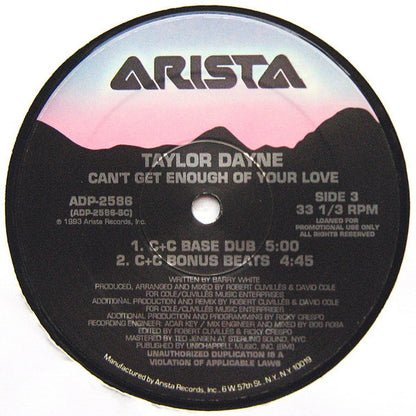 ARISTA
TAYLOR DAYNE
CAN'T GET ENOUGH OF YOUR LOVE
ADP-2586
(ADP-2586-SC)
℗ 1993 Arista Records, Inc.
SIDE 3
33 1/3 RPM
LOANED FOR
PROMOTIONAL USE ONLY
ALL RIGHTS RESERVED
1. C+C BASE DUB 5:00
2. C+C BONUS BEATS 4:45
WRITTEN BY BARRY WHITE
PRODUCED, ARRANGED AND MIXED BY ROBERT CLIVILLÉS & DAVID COLE
FOR COLE/CLIVILLÉS MUSIC ENTERPRISES
ADDITIONAL PRODUCTION AND REMIX BY ROBERT CLIVILLÉS & DAVID COLE
FOR COLE/CLIVILLÉS MUSIC ENTERPRISES
ADDITIONAL PRODUCTION AND PROGRAMMING BY RICKY CRESPO
RECORDING ENGINEER: ACAR KEY / MIX ENGINEER AND MIXED BY BOB ROSA
EDITED BY ROBERT CLIVILLÉS & RICKY CRESPO
MASTERED BY TED JENSEN AT STERLING SOUND, NYC
PUBLISHED BY UNICHAPPELL MUSIC INC. (BMI)
UNAUTHORIZED DUPLICATION IS A
VIOLATION OF APPLICABLE LAWS
Manufactured by Arista Records, Inc., 6 W. 57th St., N.Y., N.Y. 10019